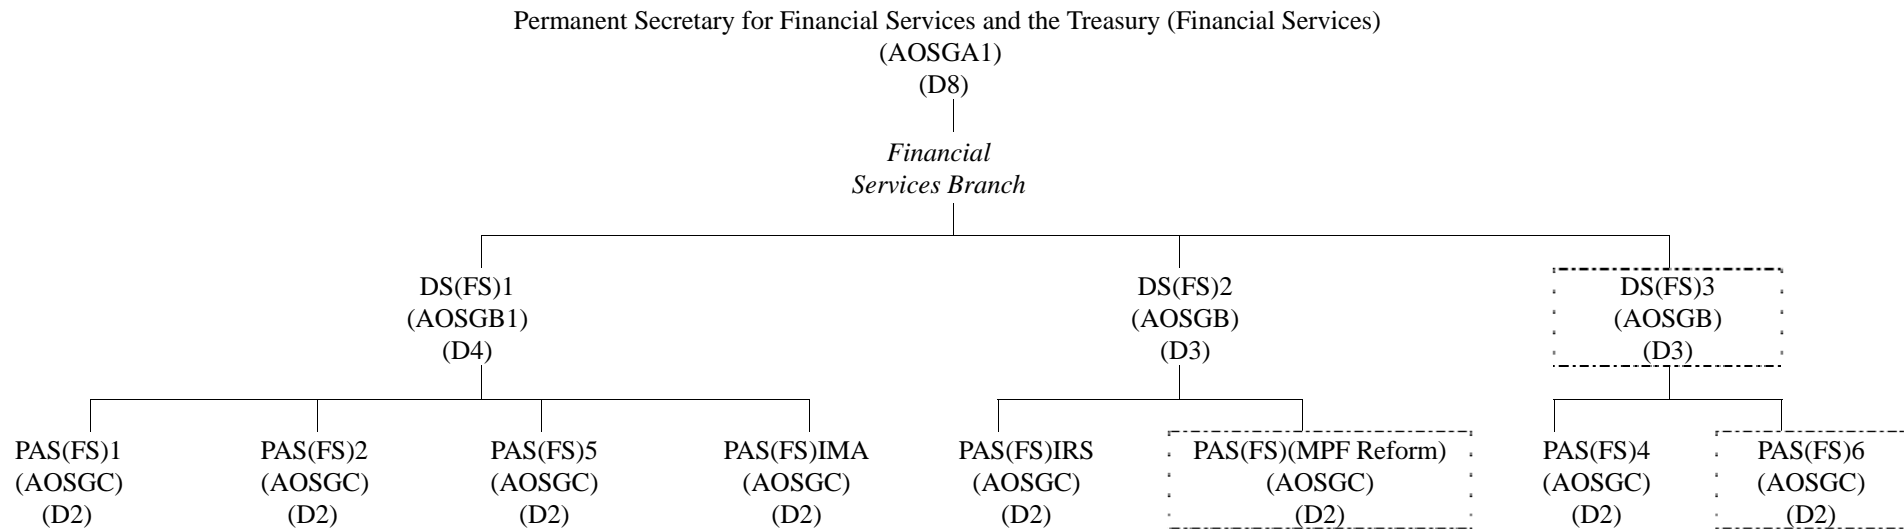 Permanent Secretary for Financial Services and the Treasury (Financial Services)
(AOSGA1)
(D8)
Financial
Services Branch
DS(FS)1
(AOSGB1)
(D4)
DS(FS)2
(AOSGB)
(D3)
DS(FS)3
(AOSGB)
(D3)
PAS(FS)1
(AOSGC)
(D2)
PAS(FS)2
(AOSGC)
(D2)
PAS(FS)5
(AOSGC)
(D2)
PAS(FS)IMA
(AOSGC)
(D2)
PAS(FS)IRS
(AOSGC)
(D2)
PAS(FS)(MPF Reform)
(AOSGC)
(D2)
PAS(FS)4
(AOSGC)
(D2)
PAS(FS)6
(AOSGC)
(D2)